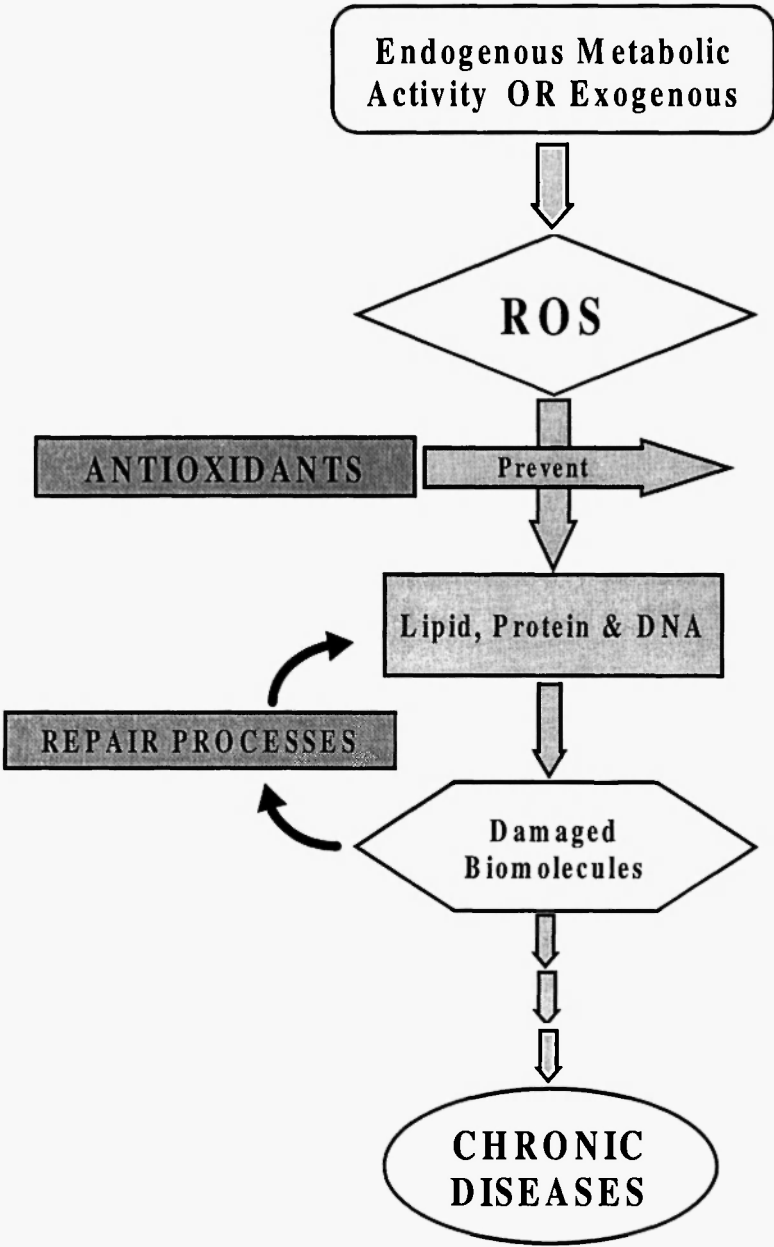 Endogenous Metabolic
Activity OR Exogenous
ROS
ANTIOXIDANTS
Prevent
Lipid, Protein & DNA
REPAIR PROCESSES
Damaged
Biomolecules
CHRONIC
DISEASES